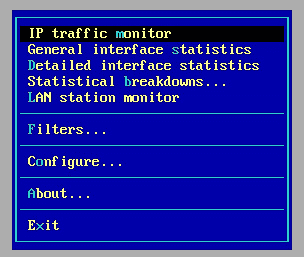 IP traffic monitor
General interface statistics
Detailed interface statistics
Statistical breakdowns...
LAN station monitor
Filters...
Configure...
About...
Exit